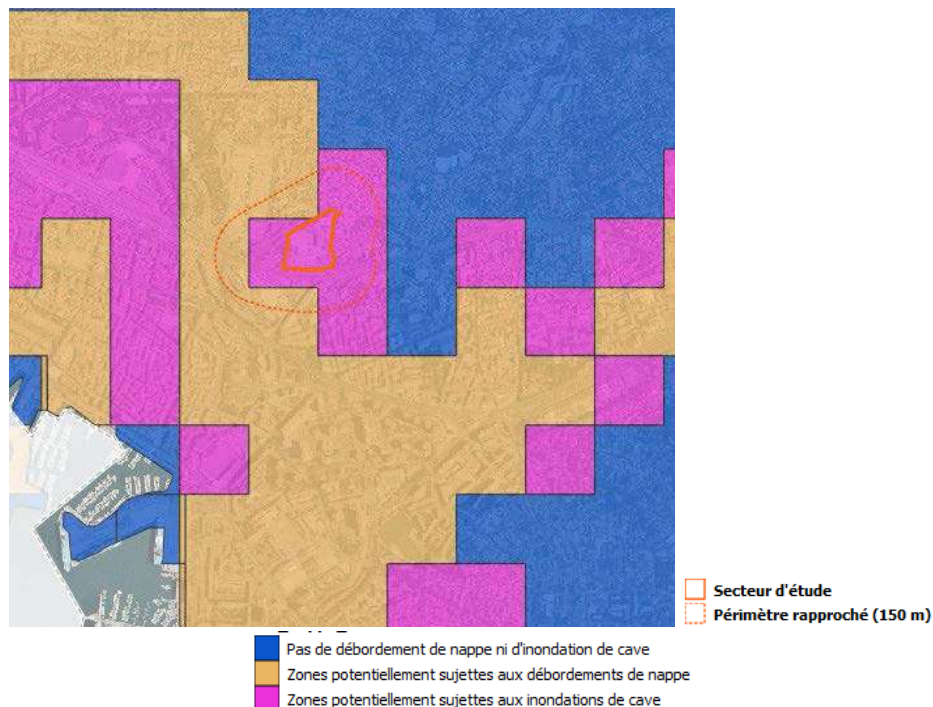 Secteur d'étude
Périmètre rapproché (150 m)
Pas de débordement de nappe ni d'inondation de cave
Zones potentiellement sujettes aux débordements de nappe
Zones potentiellement sujettes aux inondations de cave